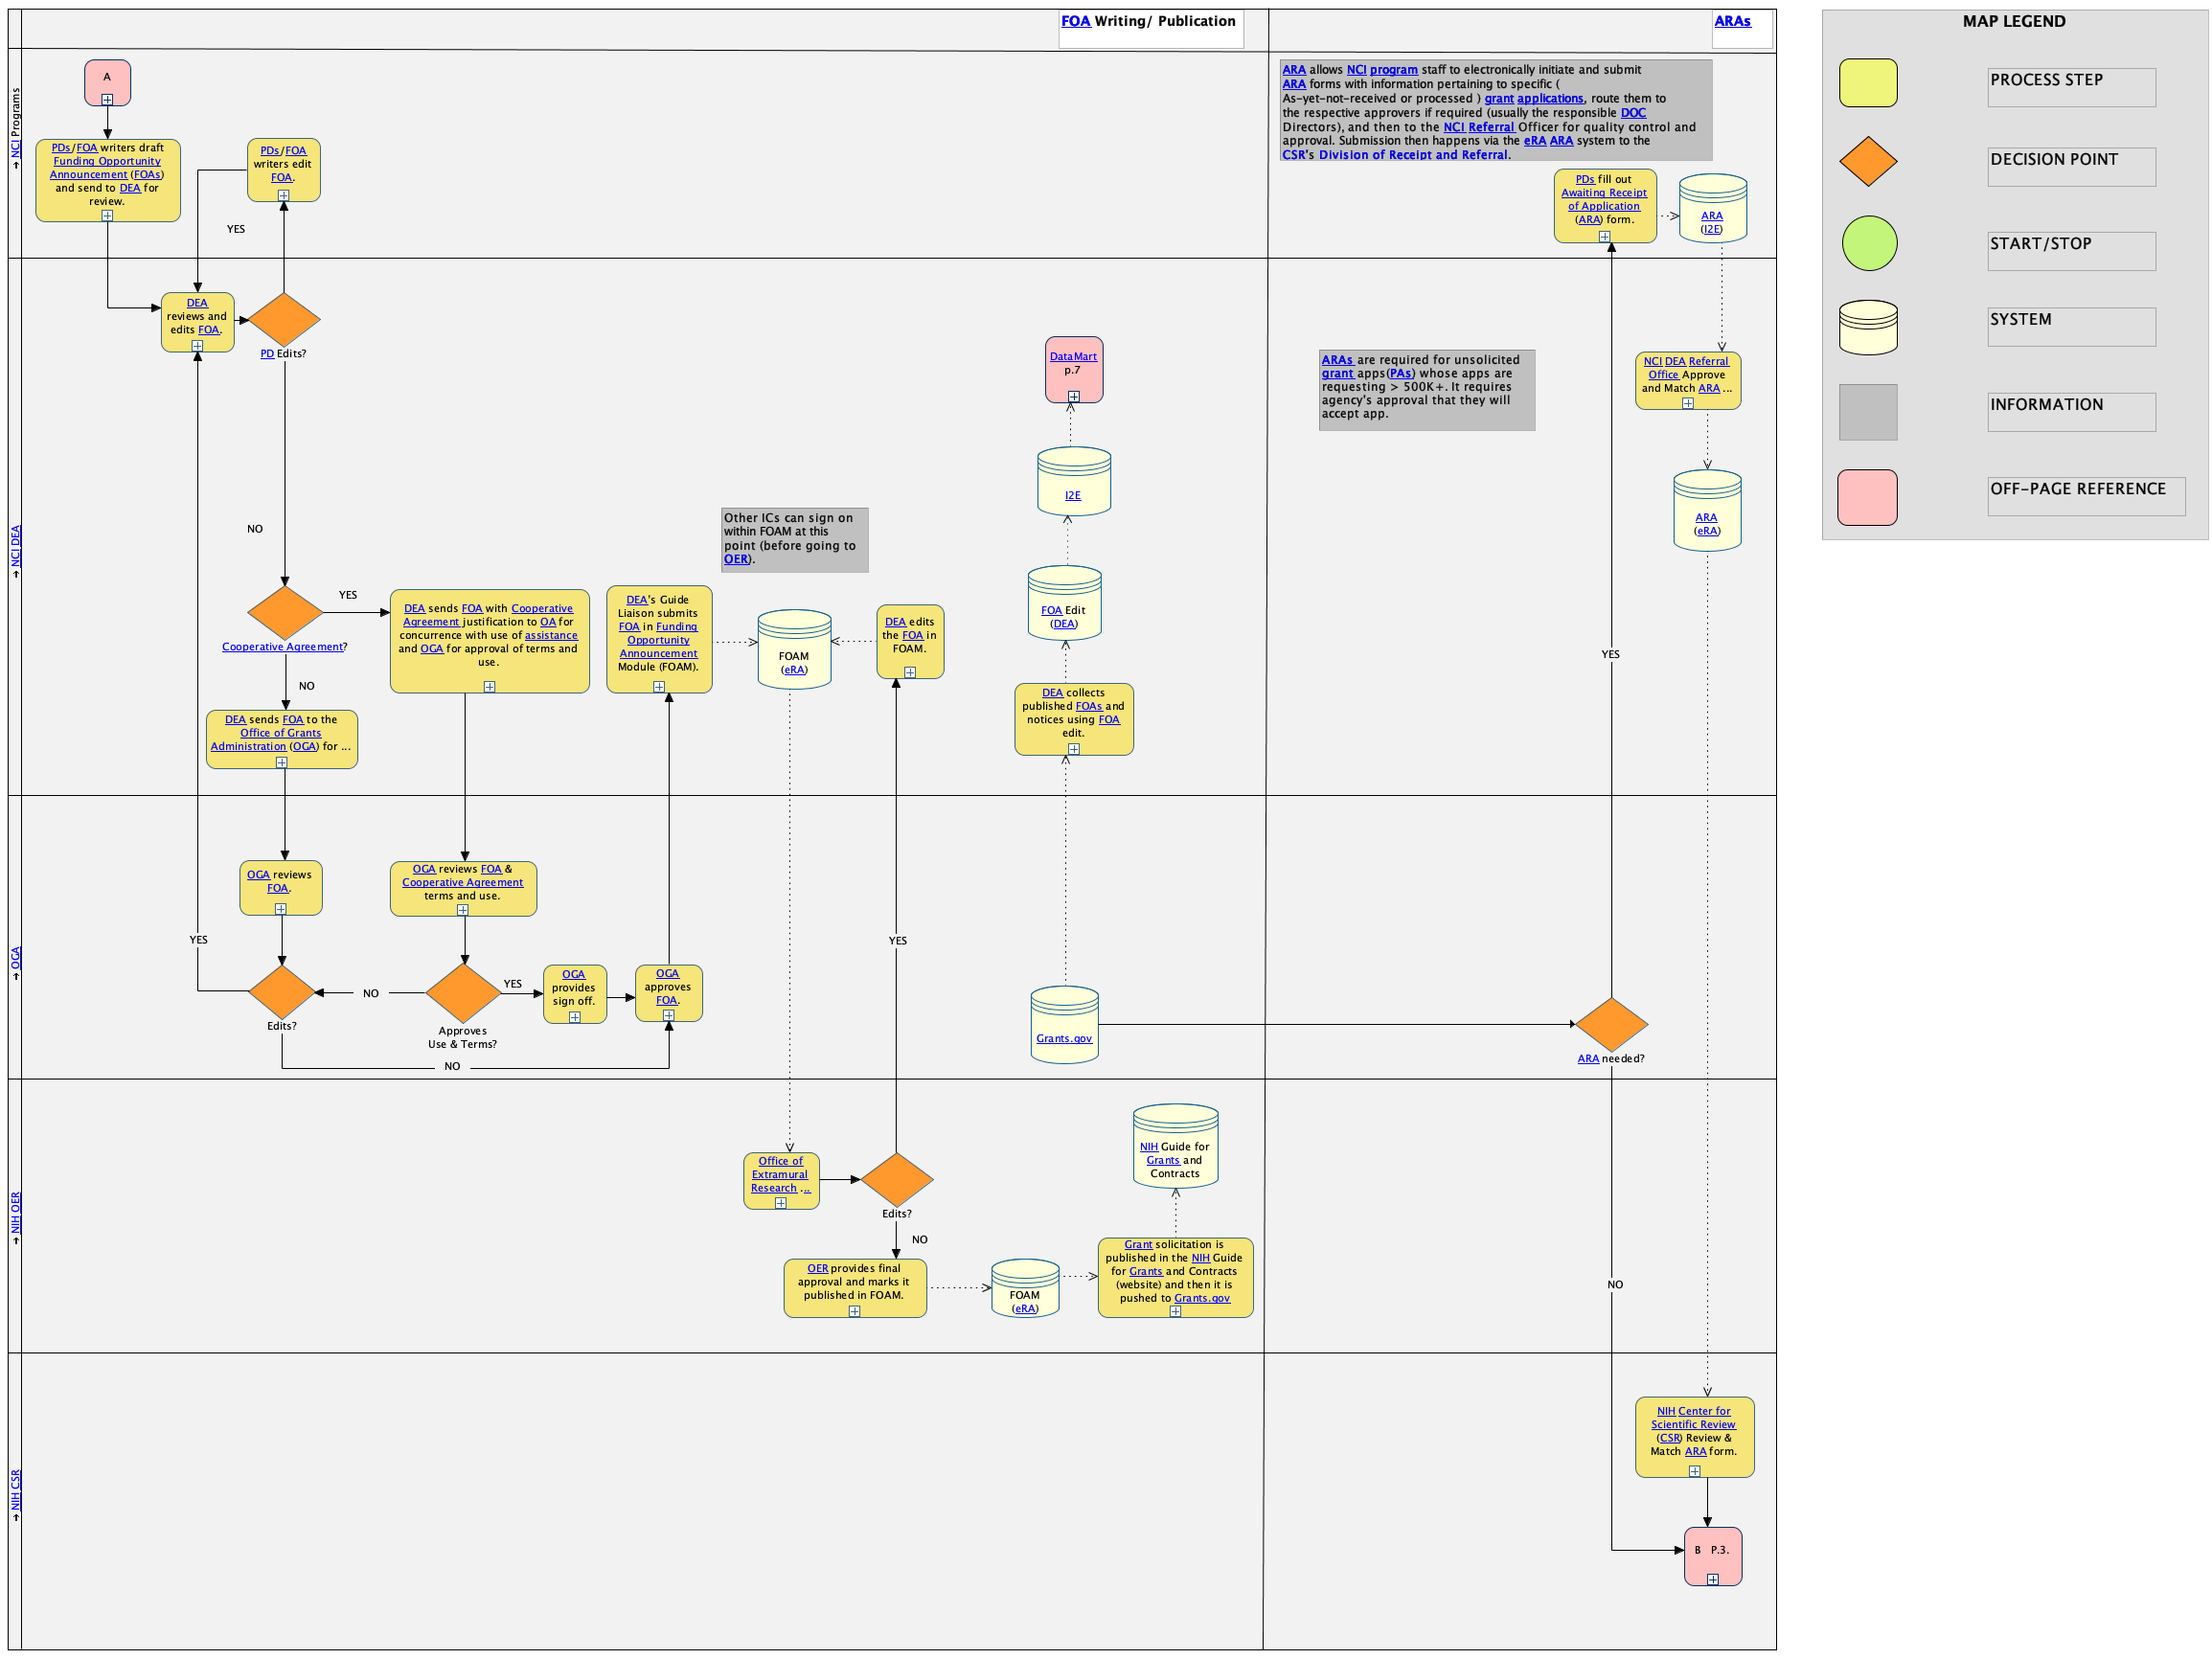 FOA Writing/ Publication
ARAs
➔ NCI Programs
A
PDs/FOA writers draft
Funding Opportunity
Announcement (FOAs)
and send to DEA for
review.
PDs/FOA
writers edit
FOA.
YES
ARA allows NCI program staff to electronically initiate and submit
ARA forms with information pertaining to specific (
As-yet-not-received or processed ) grant applications, route them to
the respective approvers if required (usually the responsible DOC
Directors), and then to the NCI Referral Officer for quality control and
approval. Submission then happens via the eRA ARA system to the
CSR's Division of Receipt and Referral.
PDs fill out
Awaiting Receipt
of Application
(ARA) form.
ARA
(I2E)
➔ NCI DEA
DEA
reviews and
edits FOA.
PD Edits?
NO
Cooperative Agreement?
YES
NO
DEA sends FOA with Cooperative
Agreement justification to OA for
concurrence with use of assistance
and OGA for approval of terms and
use.
DEA sends FOA to the
Office of Grants
Administration (OGA) for ...
DEA's Guide
Liaison submits
FOA in Funding
Opportunity
Announcement
Module (FOAM).
Other ICs can sign on
within FOAM at this
point (before going to
OER).
FOAM
(eRA)
DEA edits
the FOA in
FOAM.
DataMart
p.7
I2E
FOA Edit
(DEA)
DEA collects
published FOAs and
notices using FOA
edit.
ARAs are required for unsolicited
grant apps(PAs) whose apps are
requesting > 500K+. It requires
agency's approval that they will
accept app.
NCI DEA Referral
Office Approve
and Match ARA ...
ARA
(eRA)
YES
➔ OGA
OGA reviews
FOA.
OGA reviews FOA &
Cooperative Agreement
terms and use.
YES
Edits?
NO
Approves
Use & Terms?
YES
OGA
provides
sign off.
OGA
approves
FOA.
NO
YES
Grants.gov
ARA needed?
➔ NIH OER
Office of
Extramural
Research ...
Edits?
NO
OER provides final
approval and marks it
published in FOAM.
FOAM
(eRA)
NIH Guide for
Grants and
Contracts
Grant solicitation is
published in the NIH Guide
for Grants and Contracts
(website) and then it is
pushed to Grants.gov
NO
➔ NIH CSR
NIH Center for
Scientific Review
(CSR) Review &
Match ARA form.
B P.3.
MAP LEGEND
PROCESS STEP
DECISION POINT
START/STOP
SYSTEM
INFORMATION
OFF-PAGE REFERENCE